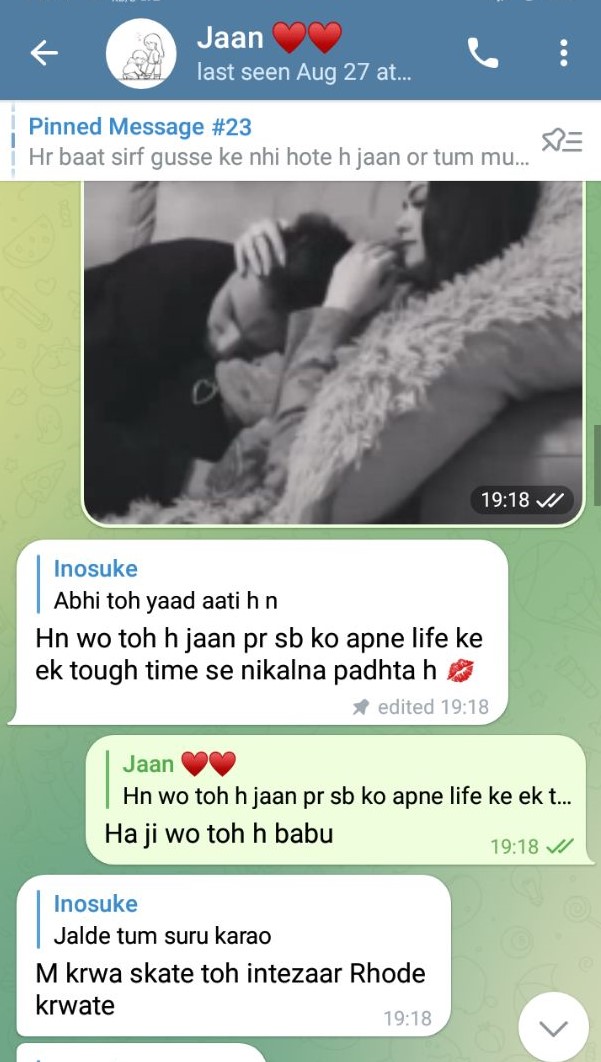 Jaan ❤️❤️
last seen Aug 27 at...
Pinned Message #23
Hr baat sirf gusse ke nhi hote h jaan or tum mu...
19:18
Inosuke
Abhi toh yaad aati h n
Hn wo toh h jaan pr sb ko apne life ke
ek tough time se nikalna padhta h 💋
edited 19:18
Jaan ❤️❤️
Hn wo toh h jaan pr sb ko apne life ke ek t...
Ha ji wo toh h babu
19:18
Inosuke
Jalde tum suru karao
M krwa skate toh intezaar Rhode
krwate
19:18